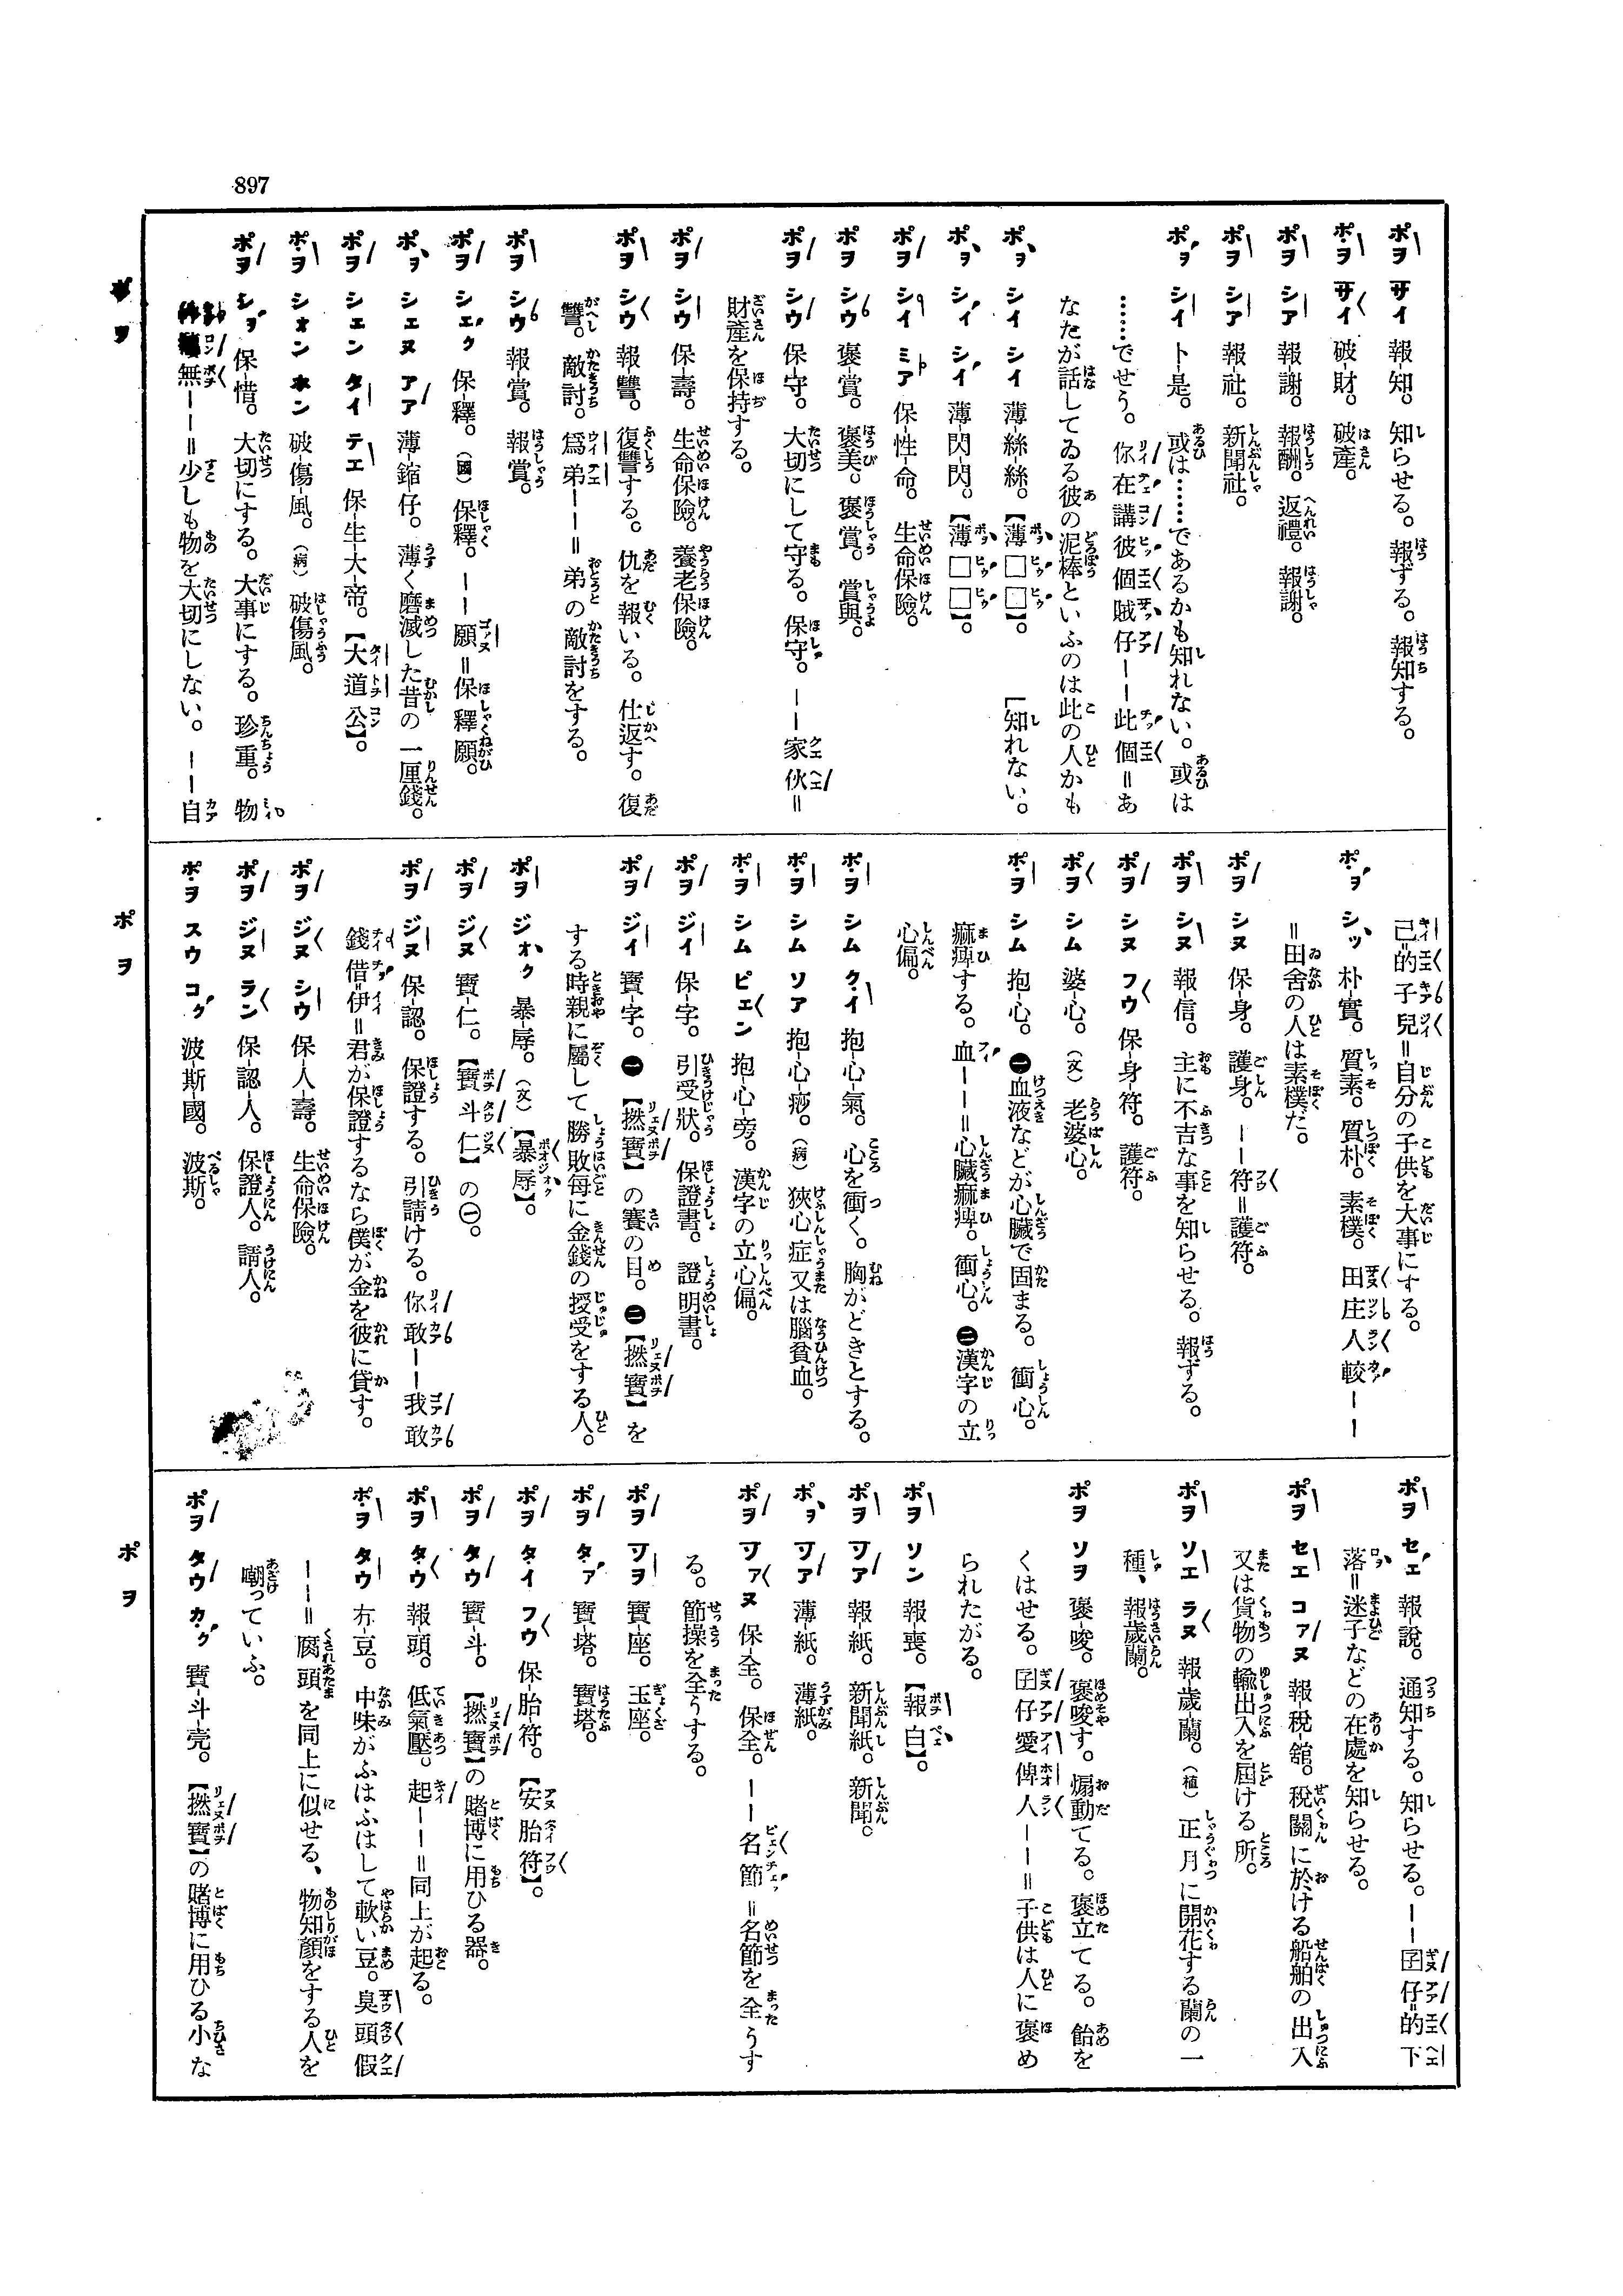 897
ポヲ サイ 報-知。知らせる。報ずる。報知する。
ポヲ サイ 破-財。破產。
ポヲ シア 報-謝。報酬。返禮。報謝。
ポヲ シア 報-社。新聞社。
ポヲ シイ 卜-是。或は……であるかも知れない。或は
……でせう。你在講彼個賊仔ーー此個＝あ
なたが話してゐる彼の泥棒といふのは此の人かも
［知れない。
ポヲ シイ シイ 薄-絲-絲。【薄□□】。
ポヲ シイ シイ 薄-閃-閃。【薄□□】。
ポヲ シイ ミア 保-性-命。生命保險。
ポヲ シウ 褒-賞。褒美。褒賞。賞與。
ポヲ シウ 保-守。大切にして守る。保守。ーー家伙＝
財產を保持する。
ポヲ シウ 保-壽。生命保險。養老保險。
ポヲ シウ 報-讐。復讐する。仇を報いる。仕返す。復
讐。敵討。爲弟ーー＝弟の敵討をする。
ポヲ シウ 報-賞。報賞。
ポヲ シェク 保-釋。（國）保釋。ーー願＝保釋願。
ポヲ シェヌ アア 薄-鏥-仔。薄く磨滅した昔の一厘錢。
ポヲ シェン タイ テエ 保-生-大-帝。【大道公】。
ポヲ シォン ホン 破-傷-風。（病）破傷風。
ポヲ シヲ 保-惜。大切にする。大事にする。珍重。物
無ーー＝少しも物を大切にしない。ーー自
己=的子兒＝自分の子供を大事にする。
ポヲ シッ 朴-實。質素。質朴。素樸。田庄人較ーー
＝田舍の人は素樸だ。
ポヲ シヌ 保-身。護身。ーー符＝護符。
ポヲ シヌ 報-信。主に不吉な事を知らせる。報ずる。
ポヲ シヌ フウ 保-身-符。護符。
ポヲ シム 婆-心。（文）老婆心。
ポヲ シム 抱-心。㊀血液などが心臟で固まる。衝心。
痲痺する。血ーー＝心臟痲痺。衝心。㊁漢字の立
心偏。
ポヲ シム クイ 抱-心-氣。心を衝く。胸がどきとする。
ポヲ シム ソア 抱-心-痧。（病）狹心症又は腦貧血。
ポヲ シム ピェン 抱-心-旁。漢字の立心偏。
ポヲ ジイ 保-字。引受狀。保證書。證明書。
ポヲ ジイ 寶-字。㊀【撚寶】の賽の目。㊁【撚寶】を
する時親に屬して勝敗每に金錢の授受をする人。
ポヲ ジォク 暴-辱。（文）【暴辱】。
ポヲ ジヌ 寶-仁。【寶斗仁】の㊀。
ポヲ ジヌ 保-認。保證する。引請ける。你敢ーー我敢
錢借=伊＝君が保證するなら僕が金を彼に貸す。
ポヲ ジヌ シウ 保-人-壽。生命保險。
ポヲ ジヌ ラン 保-認-人。保證人。請人。
ポヲ スウ コク 波-斯-國。波斯。
ポヲ セェ 報-說。通知する。知らせる。ーー囝仔=的下
落＝迷子などの在處を知らせる。
ポヲ セエ コァヌ 報-稅-舘。稅關に於ける船舶の出入
又は貨物の輸出入を屆ける所。
ポヲ ソエ ラヌ 報-歲-蘭。（植）正月に開花する蘭の一
種、報歲蘭。
ポヲ ソヲ 褒-唆。褒唆す。煽動てる。褒立てる。飴を
くはせる。囝仔愛俾人ーー＝子供は人に褒め
られたがる。
ポヲ ソン 報-喪。【報白】。
ポヲ ツァ 報-紙。新聞紙。新聞。
ポヲ ツァ 薄-紙。薄紙。
ポヲ ツァヌ 保-全。保全。ーー名節＝名節を全うす
る。節操を全うする。
ポヲ ツヲ 寶-座。玉座。
ポヲ タァ 寶-塔。寶塔。
ポヲ タイ フウ 保-胎-符。【安胎符】。
ポヲ タウ 寶-斗。【撚寶】の賭博に用ひる器。
ポヲ タウ 報-頭。低氣壓。起ーー＝同上が起る。
ポヲ タウ 冇-豆。中味がふはふはして軟い豆。臭頭假
ーー＝腐頭を同上に似せる、物知顏をする人を
嘲っていふ。
ポヲ タウ カク 寶-斗-壳。【撚寶】の賭博に用ひる小な
ポヲ
ポヲ
ポヲ